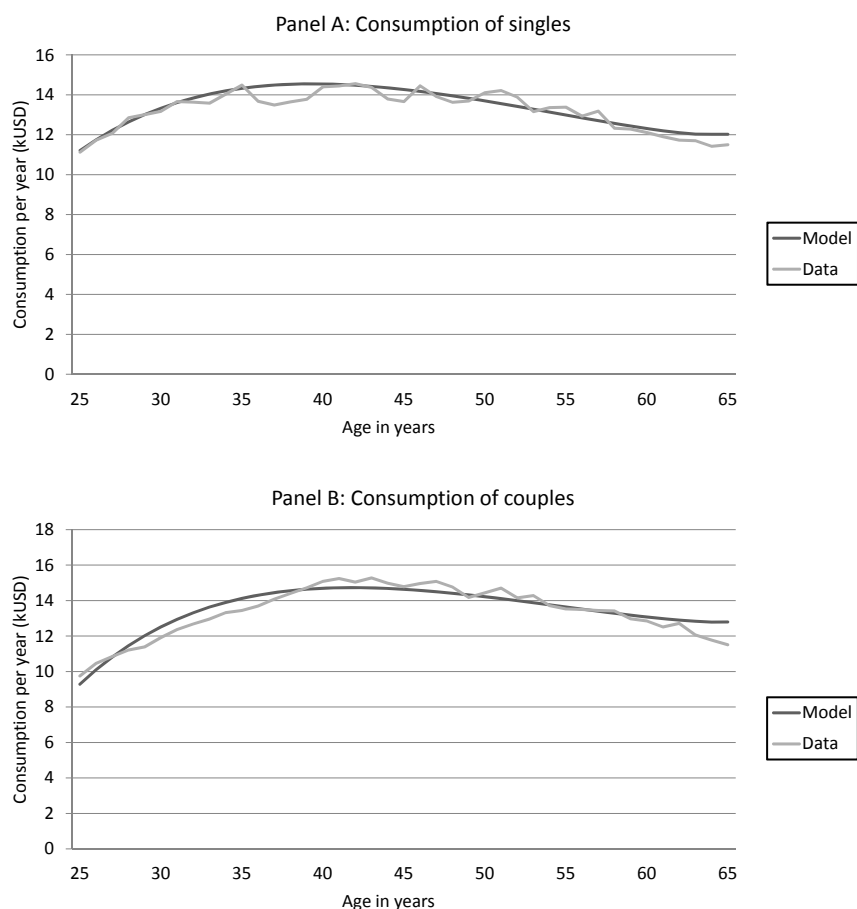 Panel A: Consumption of singles
Consumption per year (kUSD)
16
14
12
10
8
6
4
2
0
25 30 35 40 45 50 55 60 65
Age in years
Model
Data
Panel B: Consumption of couples
Consumption per year (kUSD)
18
16
14
12
10
8
6
4
2
0
25 30 35 40 45 50 55 60 65
Age in years
Model
Data